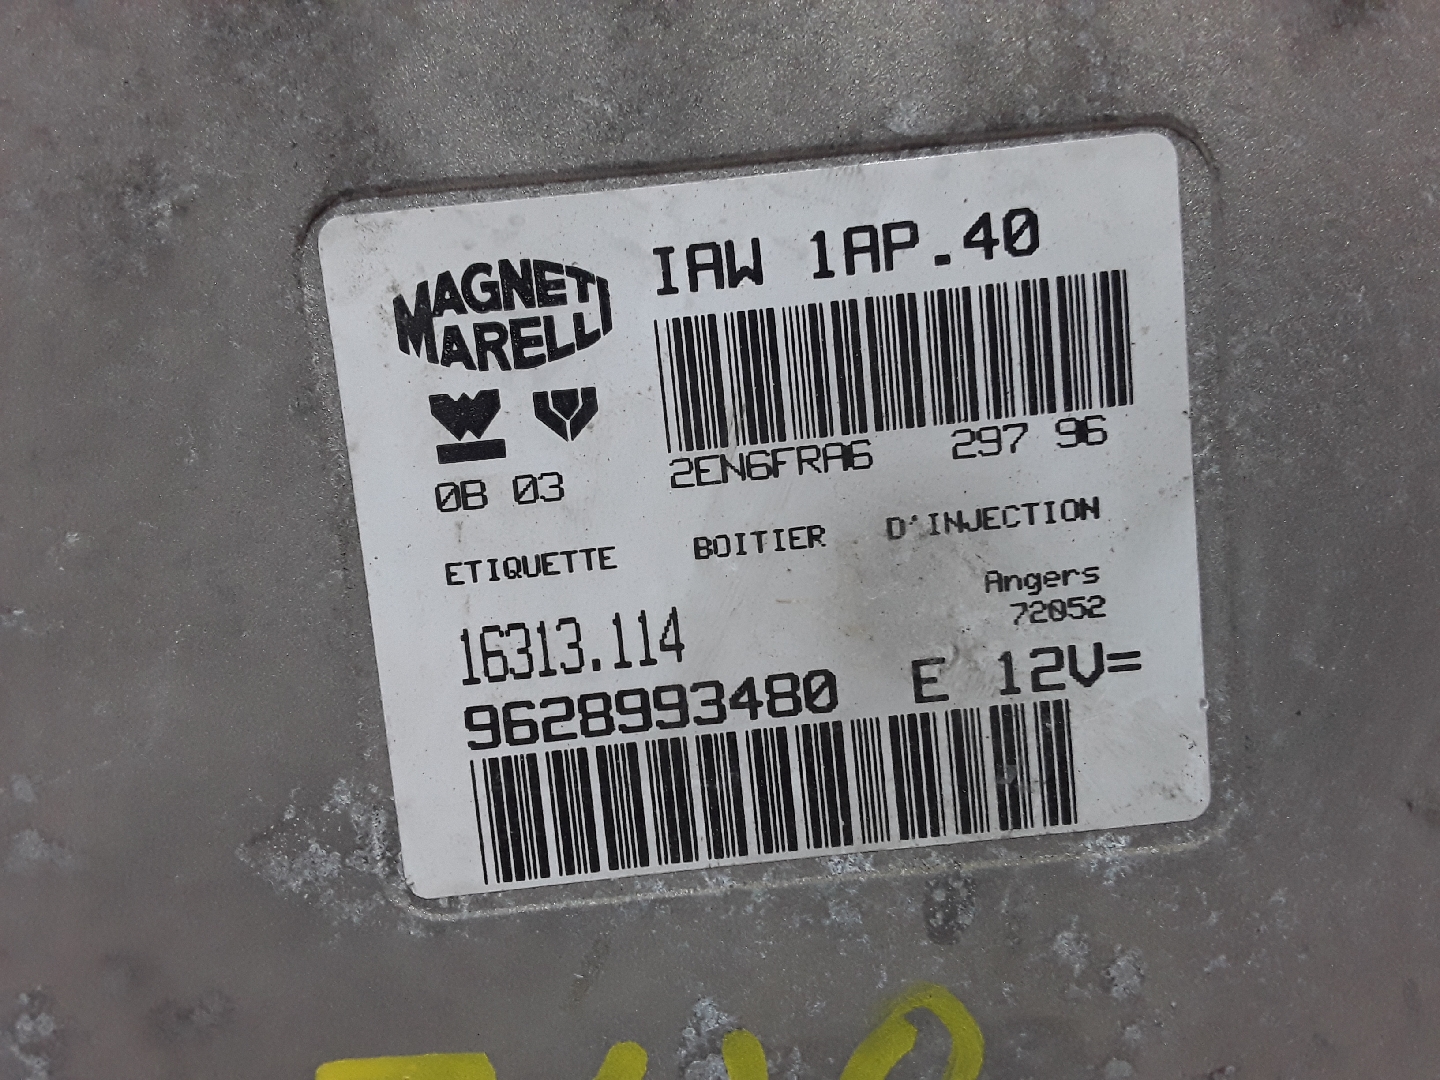 MAGNETI
MARELLI
IAW 1AP.40
2EN6FRA6 297 96
0B 03
ETIQUETTE BOITIER D'INJECTION
Angers
72052
16313.114
9628993480 E 12V=